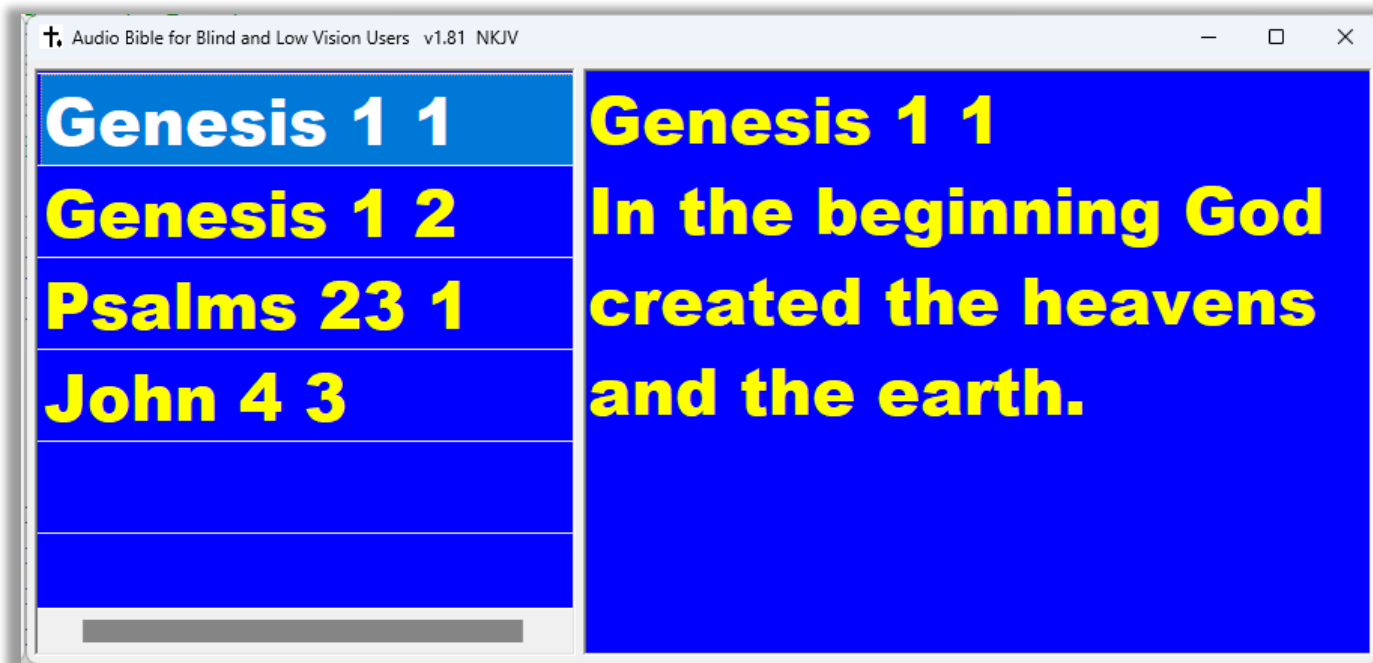 Audio Bible for Blind and Low Vision Users v1.81 NKJV
Genesis 1 1
Genesis 1 2
Psalms 23 1
John 4 3
Genesis 1 1
In the beginning God
created the heavens
and the earth.